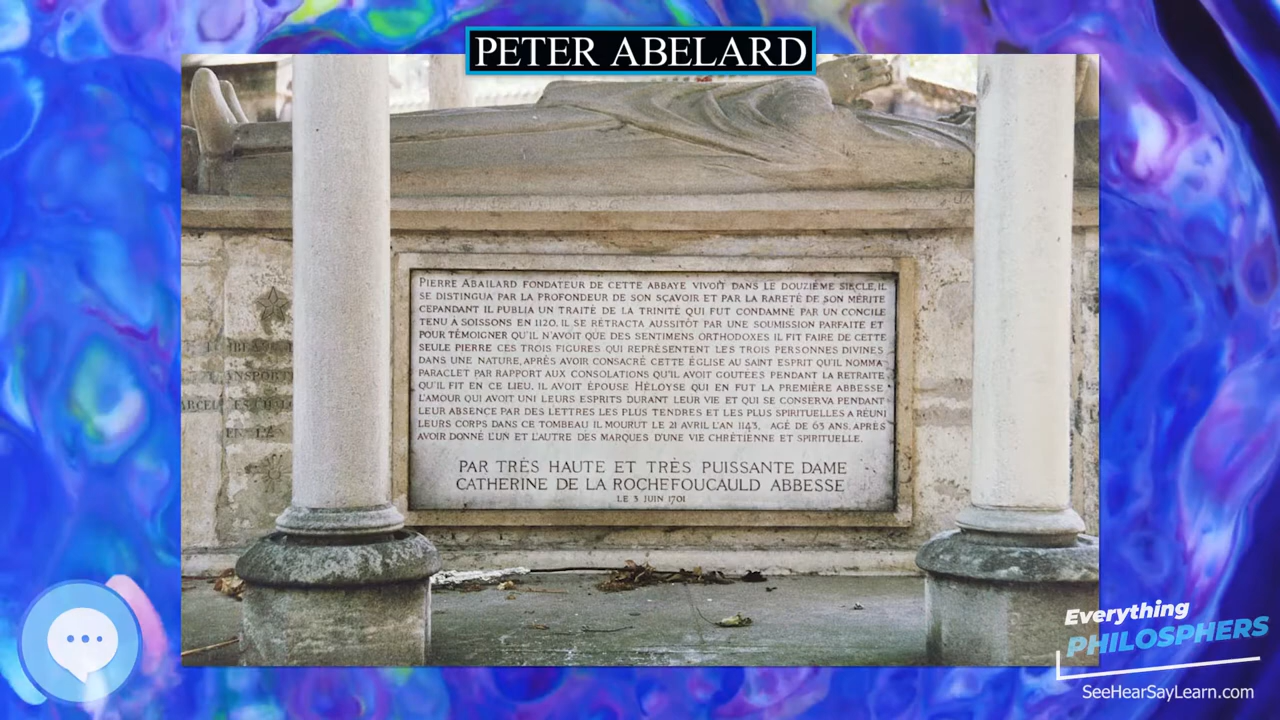 PETER ABELARD
PIERRE ABAILARD FONDATEUR DE CETTE ABBAYE VIVOIT DANS LE DOUZIÈME SIÈCLE, IL
SE DISTINGUA PAR LA PROFONDEUR DE SON SÇAVOIR ET PAR LA RARETÉ DE SON MÉRITE
CEPANDANT IL PUBLIA UN TRAITÉ DE LA TRINITÉ QUI FUT CONDAMNÉ PAR UN CONCILE
TENU A SOISSONS EN 1120. IL SE RÉTRACTA AUSSITÔT PAR UNE SOUMISSION PARFAITE ET
POUR TÉMOIGNER QU'IL N'AVOIT QUE DES SENTIMENS ORTHODOXES IL FIT FAIRE DE CETTE
SEULE PIERRE CES TROIS FIGURES QUI REPRÉSENTENT LES TROIS PERSONNES DIVINES
DANS UNE NATURE, APRÈS AVOIR CONSACRÉ CETTE ÉGLISE AU SAINT ESPRIT QU'IL NOMMA
PARACLET PAR RAPPORT AUX CONSOLATIONS QU'IL AVOIT GOUTÉES PENDANT LA RETRAITE
QU'IL FIT EN CE LIEU. IL AVOIT ÉPOUSÉ HÉLOYSE QUI EN FUT LA PREMIÈRE ABBESSE,
L'AMOUR QUI AVOIT UNI LEURS ESPRITS DURANT LEUR VIE ET QUI SE CONSERVA PENDANT
LEUR ABSENCE PAR DES LETTRES LES PLUS TENDRES ET LES PLUS SPIRITUELLES A RÉUNI
LEURS CORPS DANS CE TOMBEAU IL MOURUT LE 21 AVRIL L'AN 1143, AGÉ DE 63 ANS, APRÈS
AVOIR DONNÉ L'UN ET L'AUTRE DES MARQUES D'UNE VIE CHRÉTIENNE ET SPIRITUELLE.
PAR TRÈS HAUTE ET TRÈS PUISSANTE DAME
CATHERINE DE LA ROCHEFOUCAULD ABBESSE
LE 3 JUIN 1701
Everything
PHILOSPHERS
SeeHearSayLearn.com